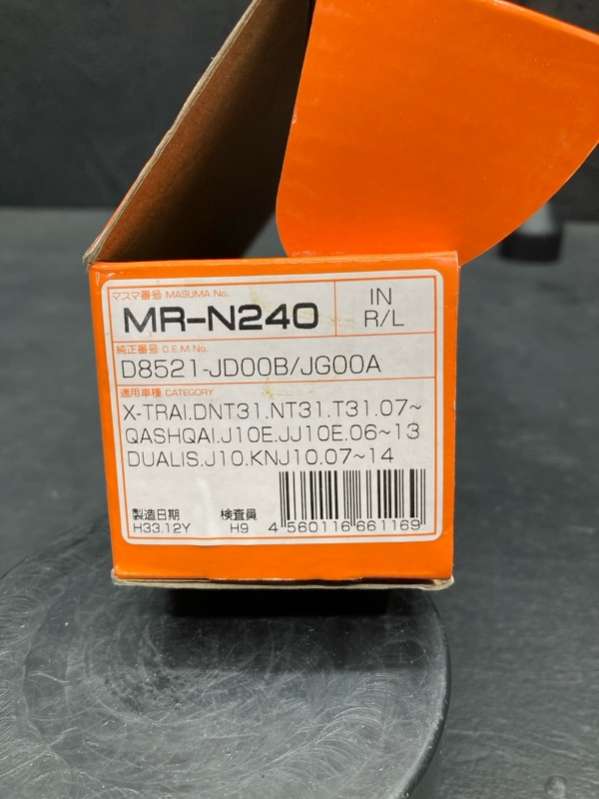 マスマ番号 MASUMA No.
MR-N240
IN
R/L
純正番号 O.E.M.No.
D8521-JD00B/JG00A
適用車種 CATEGORY
X-TRAI.DNT31.NT31.T31.07~
QASHQAI.J10E.JJ10E.06~13
DUALIS.J10.KNJ10.07~14
製造日期
H33.12Y
検査員
H9
4 560116 661169